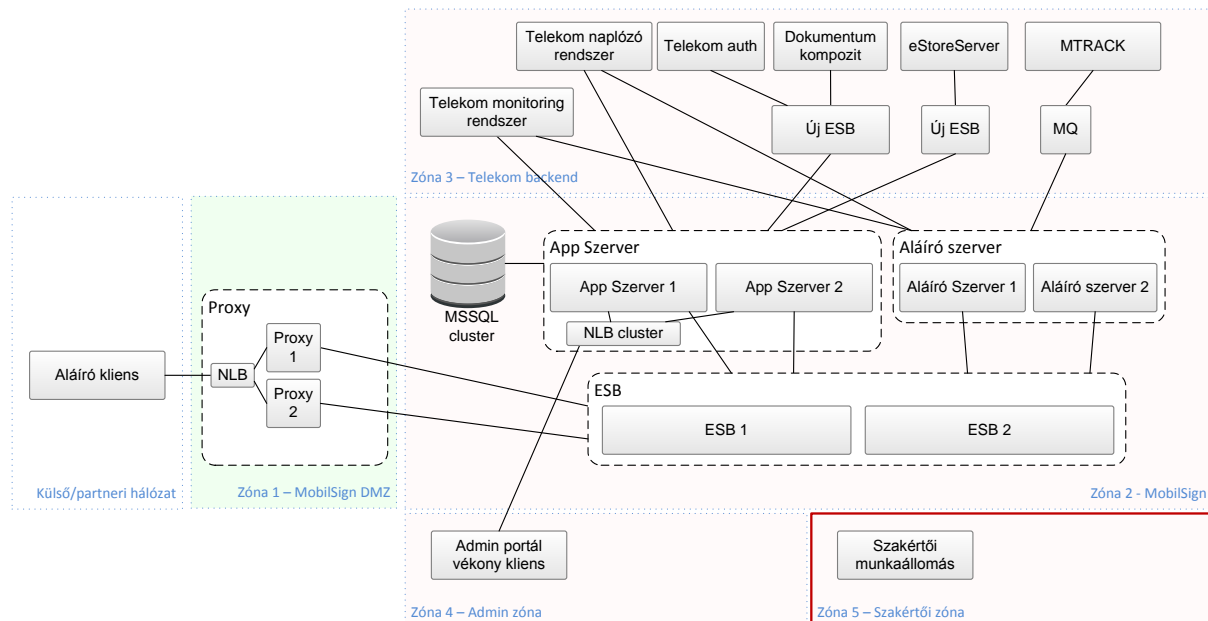 Telekom naplózó
rendszer
Telekom auth
Dokumentum
kompozit
eStoreServer
MTRACK
Telekom monitoring
rendszer
Új ESB
Új ESB
MQ
Zóna 3 – Telekom backend
App Szerver
App Szerver 1
App Szerver 2
NLB cluster
Aláíró szerver
Aláíró Szerver 1
Aláíró szerver 2
MSSQL
cluster
Proxy
Proxy
1
NLB
Proxy
2
Aláíró kliens
ESB
ESB 1
ESB 2
Külső/partneri hálózat
Zóna 1 – MobilSign DMZ
Zóna 2 - MobilSign
Admin portál
vékony kliens
Szakértői
munkaállomás
Zóna 4 – Admin zóna
Zóna 5 – Szakértői zóna